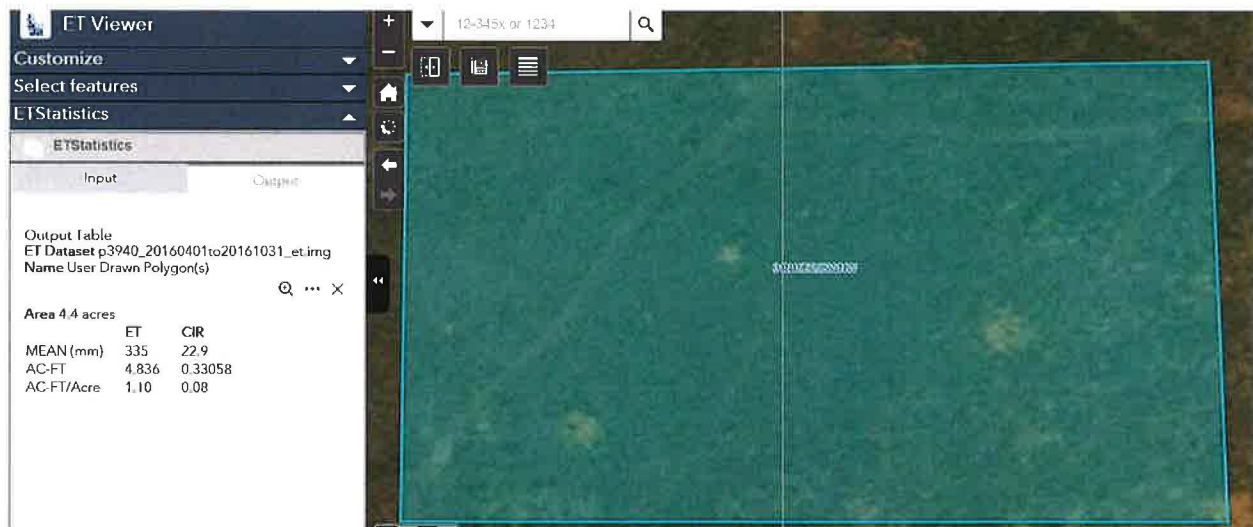 ET Viewer
12-345x or 1234
Customize
Select features
ETStatistics
ETStatistics
Input Output
Output Table
ET Dataset p3940_20160401to20161031_et.img
Name User Drawn Polygon(s)
Area 4.4 acres
ET CIR
MEAN (mm) 335 22.9
AC-FT 4.836 0.33058
AC-FT/Acre 1.10 0.08